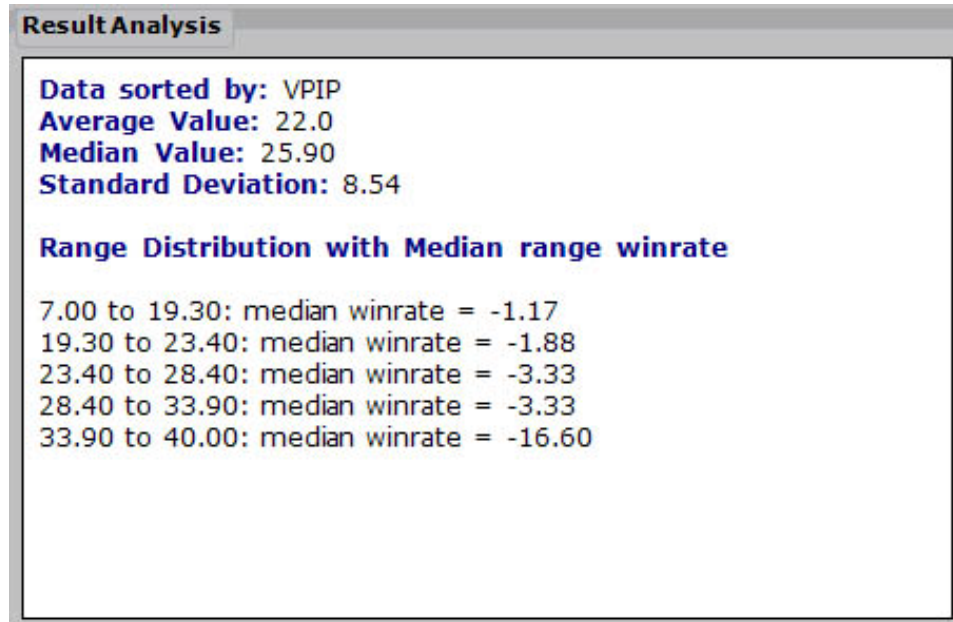 Result Analysis
Data sorted by: VPIP
Average Value: 22.0
Median Value: 25.90
Standard Deviation: 8.54
Range Distribution with Median range winrate
7.00 to 19.30: median winrate = -1.17
19.30 to 23.40: median winrate = -1.88
23.40 to 28.40: median winrate = -3.33
28.40 to 33.90: median winrate = -3.33
33.90 to 40.00: median winrate = -16.60